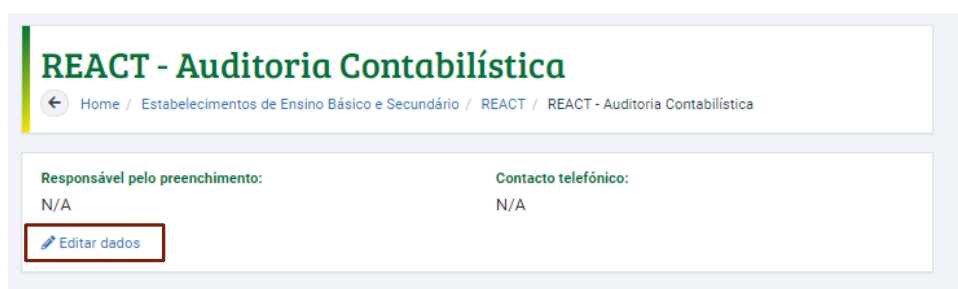 REACT - Auditoria Contabilística
Home / Estabelecimentos de Ensino Básico e Secundário / REACT / REACT - Auditoria Contabilística
Responsável pelo preenchimento: Contacto telefónico:
N/A N/A
Editar dados